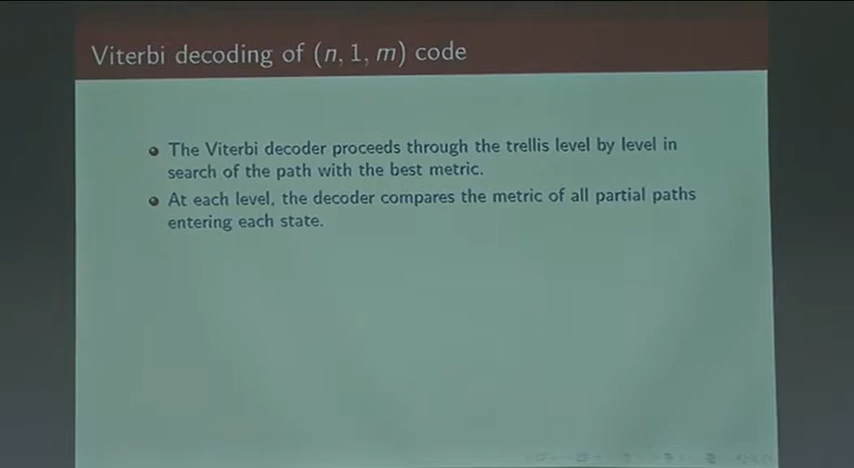 Viterbi decoding of (n, 1, m) code
• The Viterbi decoder proceeds through the trellis level by level in
search of the path with the best metric.
• At each level, the decoder compares the metric of all partial paths
entering each state.